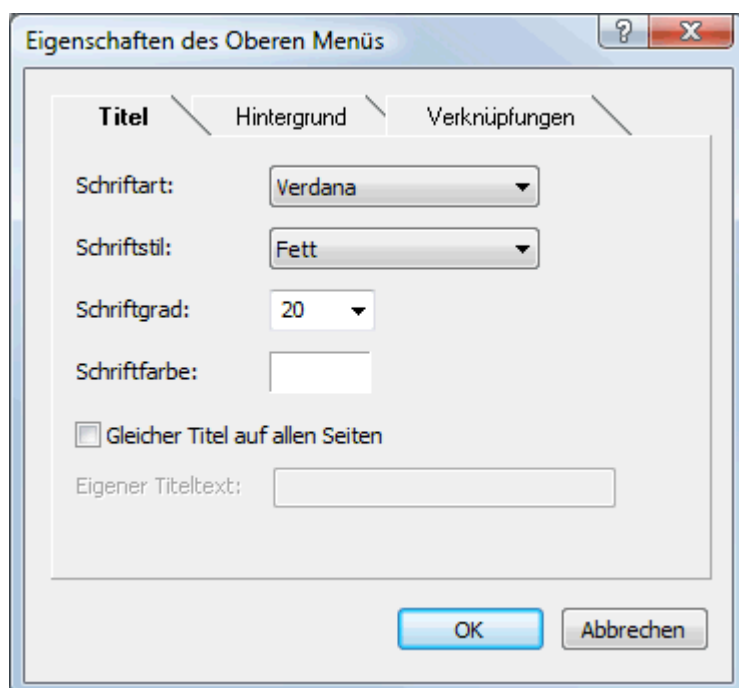 Eigenschaften des Oberen Menüs
Titel Hintergrund Verknüpfungen
Schriftart: Verdana
Schriftstil: Fett
Schriftgrad: 20
Schriftfarbe:
Gleicher Titel auf allen Seiten
Eigener Titeltext:
OK Abbrechen